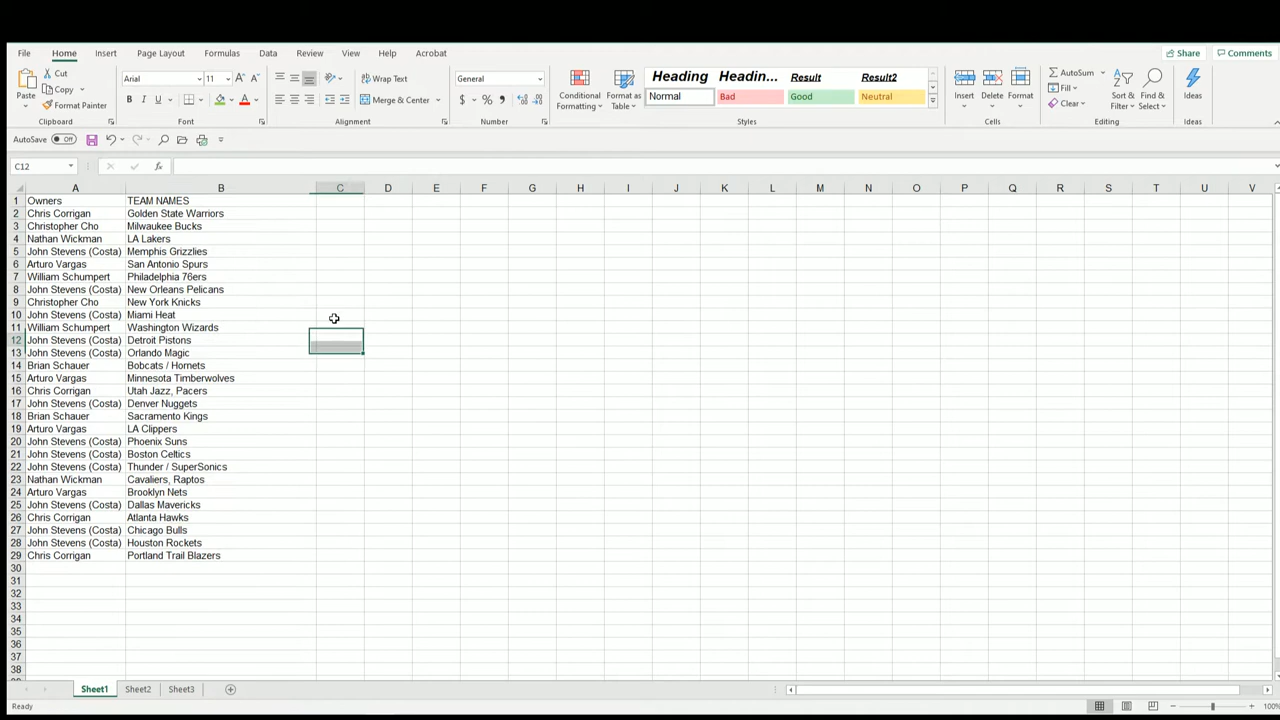 File Home Insert Page Layout Formulas Data Review View Help Acrobat Share Comments
Paste Cut Copy Format Painter Clipboard
Arial 11 A A B I U A Font
Wrap Text Merge & Center Alignment
General $ % , Number
Conditional Formatting Format as Table
Heading Headin... Result Result2
Normal Bad Good Neutral
Styles
Insert Delete Format Cells
AutoSum Fill Clear Sort & Filter Find & Select Editing
Ideas Ideas
AutoSave Off
C12 fx
A B C D E F G H I J K L M N O P Q R S T U V
1 Owners TEAM NAMES
2 Chris Corrigan Golden State Warriors
3 Christopher Cho Milwaukee Bucks
4 Nathan Wickman LA Lakers
5 John Stevens (Costa) Memphis Grizzlies
6 Arturo Vargas San Antonio Spurs
7 William Schumpert Philadelphia 76ers
8 John Stevens (Costa) New Orleans Pelicans
9 Christopher Cho New York Knicks
10 John Stevens (Costa) Miami Heat
11 William Schumpert Washington Wizards
12 John Stevens (Costa) Detroit Pistons
13 John Stevens (Costa) Orlando Magic
14 Brian Schauer Bobcats / Hornets
15 Arturo Vargas Minnesota Timberwolves
16 Chris Corrigan Utah Jazz, Pacers
17 John Stevens (Costa) Denver Nuggets
18 Brian Schauer Sacramento Kings
19 Arturo Vargas LA Clippers
20 John Stevens (Costa) Phoenix Suns
21 John Stevens (Costa) Boston Celtics
22 John Stevens (Costa) Thunder / SuperSonics
23 Nathan Wickman Cavaliers, Raptos
24 Arturo Vargas Brooklyn Nets
25 John Stevens (Costa) Dallas Mavericks
26 Chris Corrigan Atlanta Hawks
27 John Stevens (Costa) Chicago Bulls
28 John Stevens (Costa) Houston Rockets
29 Chris Corrigan Portland Trail Blazers
30
31
32
33
34
35
36
37
38
Sheet1 Sheet2 Sheet3
Ready 100%